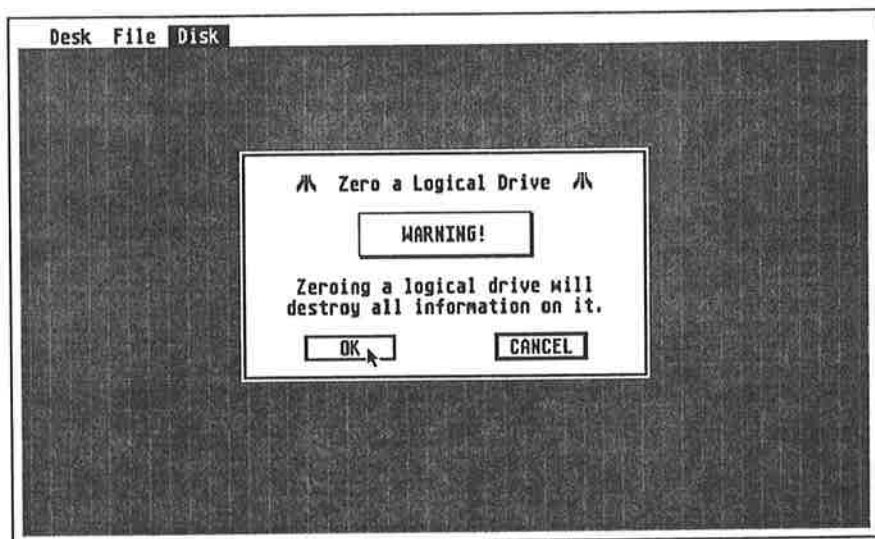 Desk File Disk
Zero a Logical Drive
WARNING!
Zeroing a logical drive will
destroy all information on it.
OK CANCEL